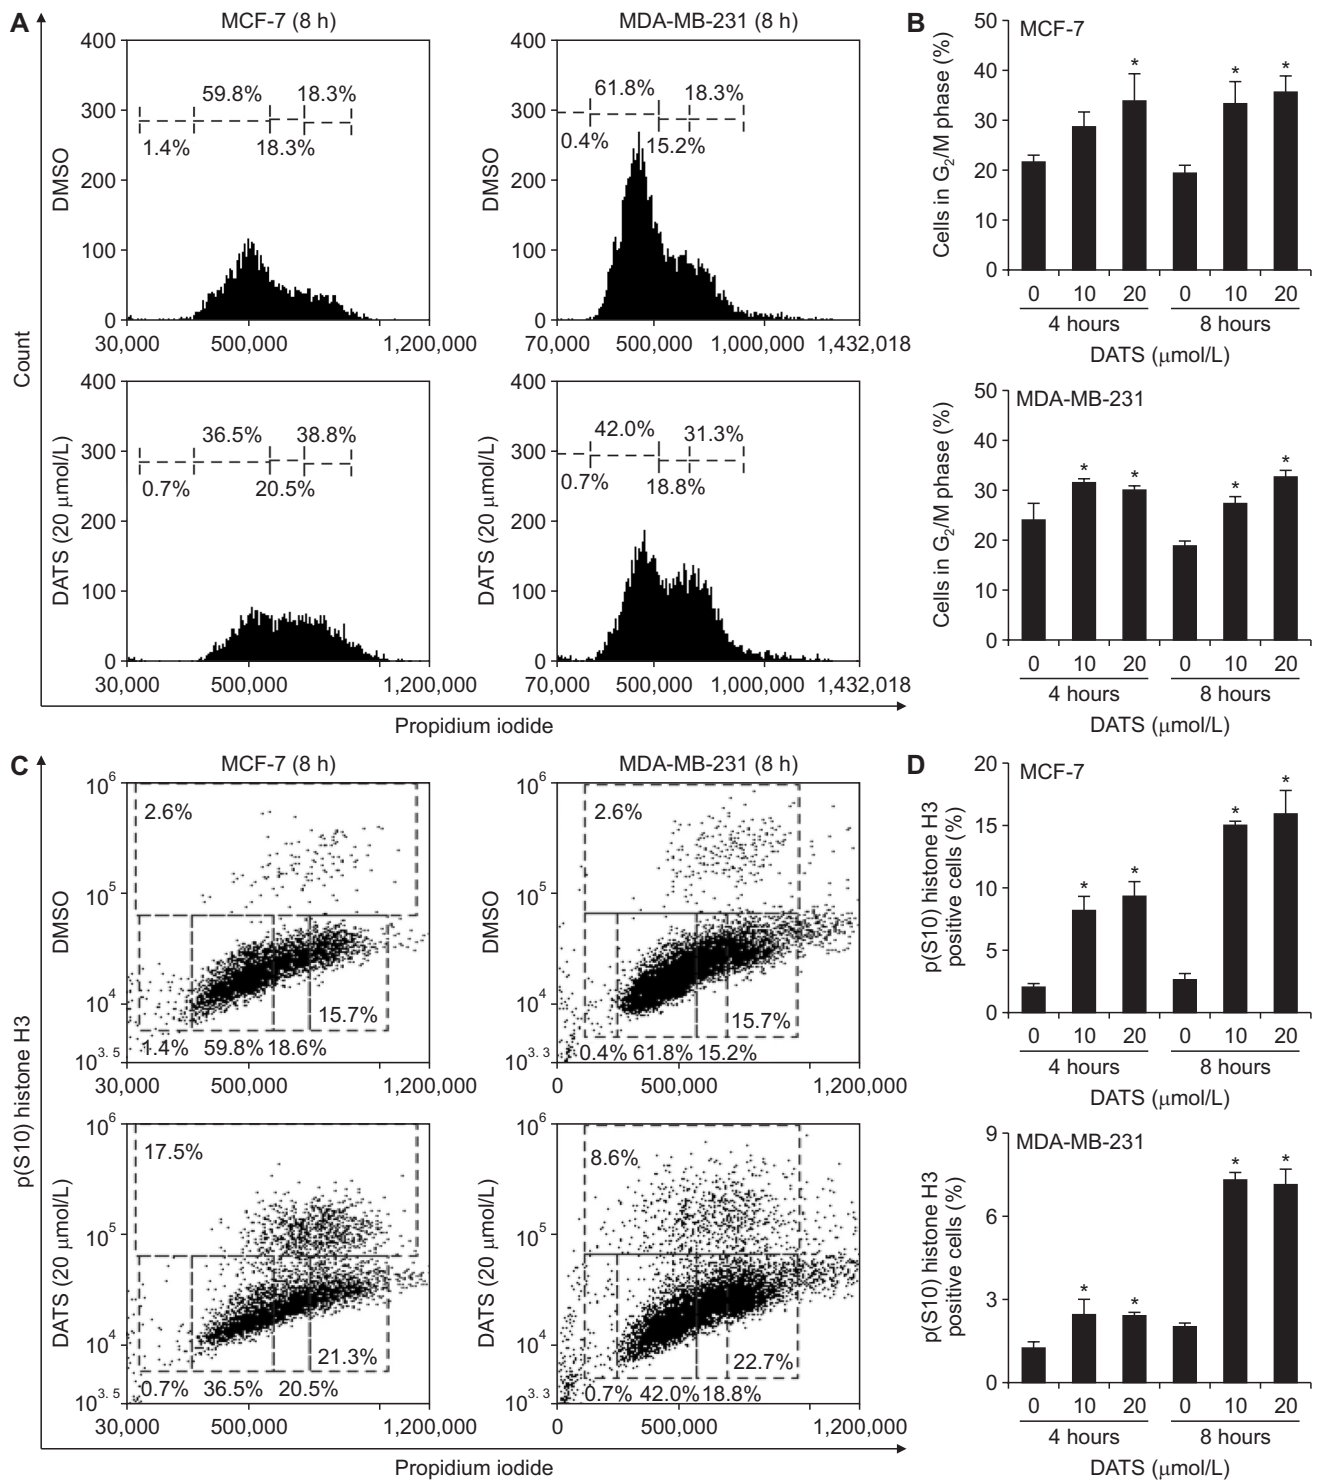 A
MCF-7 (8 h)
MDA-MB-231 (8 h)
Count
DMSO
400
300
200
100
0
59.8%
18.3%
1.4%
18.3%
30,000
500,000
1,200,000
DMSO
400
300
200
100
0
61.8%
18.3%
0.4%
15.2%
70,000
500,000
1,000,000
1,432,018
DATS (20 μmol/L)
400
300
200
100
0
36.5%
38.8%
0.7%
20.5%
30,000
500,000
1,200,000
DATS (20 μmol/L)
400
300
200
100
0
42.0%
31.3%
0.7%
18.8%
70,000
500,000
1,000,000
1,432,018
Propidium iodide
B
MCF-7
Cells in G2/M phase (%)
50
40
30
20
10
0
* * *
0 10 20 0 10 20
4 hours 8 hours
DATS (μmol/L)
MDA-MB-231
Cells in G2/M phase (%)
50
40
30
20
10
0
* * * *
0 10 20 0 10 20
4 hours 8 hours
DATS (μmol/L)
C
MCF-7 (8 h)
MDA-MB-231 (8 h)
p(S10) histone H3
DMSO
10^6
10^5
10^4
10^3.5
2.6%
15.7%
1.4% 59.8% 18.6%
30,000
500,000
1,200,000
DMSO
10^6
10^5
10^4
10^3.3
2.6%
15.7%
0.4% 61.8% 15.2%
0
500,000
1,200,000
DATS (20 μmol/L)
10^6
10^5
10^4
10^3.5
17.5%
21.3%
0.7% 36.5% 20.5%
30,000
500,000
1,200,000
DATS (20 μmol/L)
10^6
10^5
10^4
10^3.3
8.6%
22.7%
0.7% 42.0% 18.8%
0
500,000
1,200,000
Propidium iodide
D
MCF-7
p(S10) histone H3
positive cells (%)
20
15
10
5
0
* * * *
0 10 20 0 10 20
4 hours 8 hours
DATS (μmol/L)
MDA-MB-231
p(S10) histone H3
positive cells (%)
9
6
3
0
* * * *
0 10 20 0 10 20
4 hours 8 hours
DATS (μmol/L)